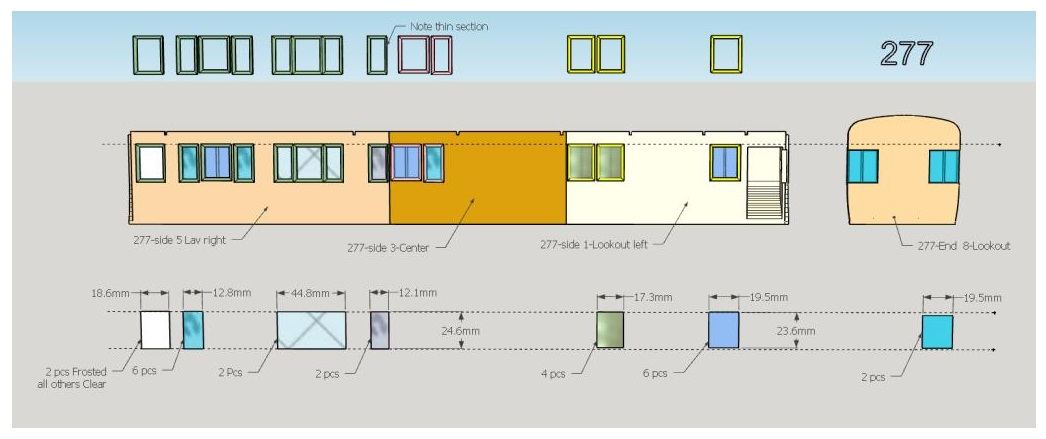 Note thin section
277
277-side 5 Lav right
277-side 3-Center
277-side 1-Lookout left
277-End 8-Lookout
18.6mm
12.8mm
44.8mm
12.1mm
17.3mm
19.5mm
19.5mm
24.6mm
23.6mm
2 pcs Frosted
all others Clear
6 pcs
2 Pcs
2 pcs
4 pcs
6 pcs
2 pcs